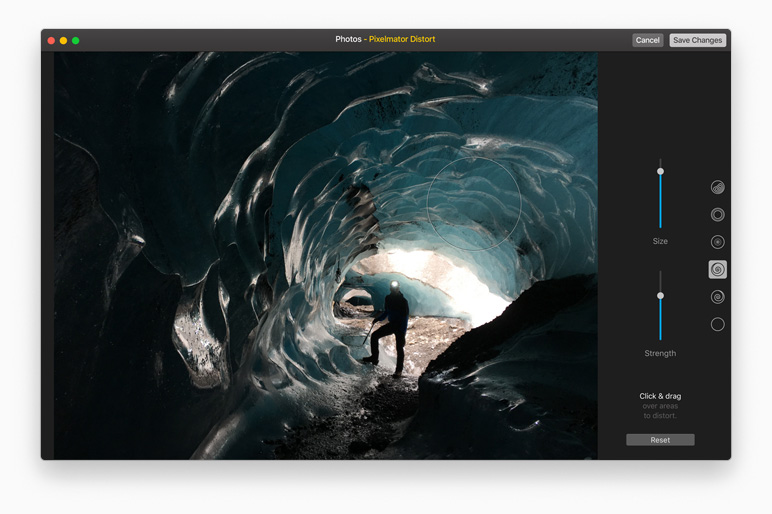 Photos - Pixelmator Distort
Cancel
Save Changes
Size
Strength
Click & drag
over areas
to distort.
Reset